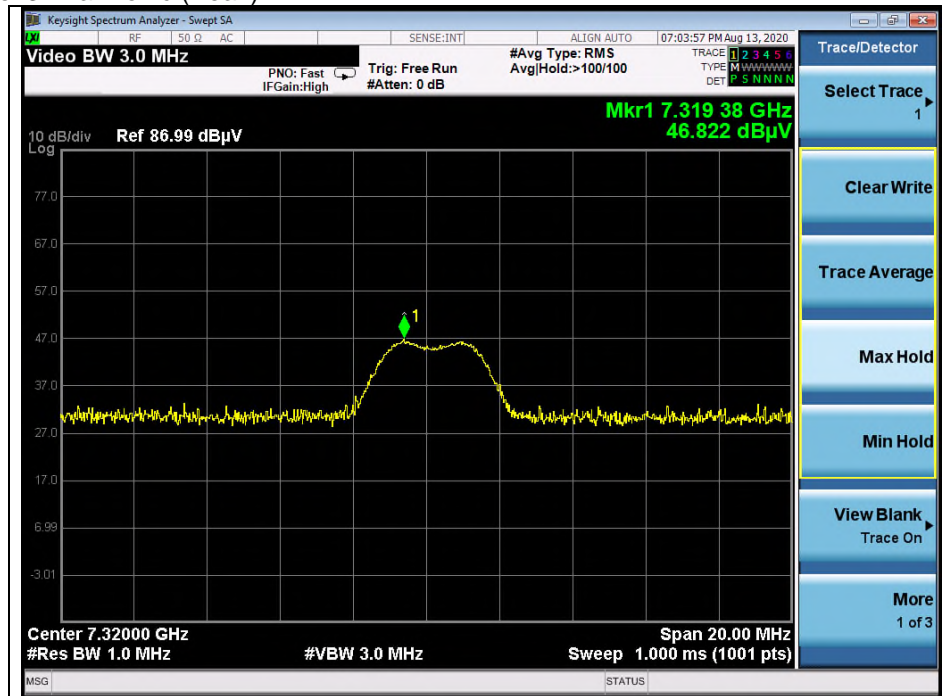 Keysight Spectrum Analyzer - Swept SA
LXI RF 50 Ω AC SENSE:INT ALIGN AUTO 07:03:57 PM Aug 13, 2020
Video BW 3.0 MHz
PNO: Fast
IFGain:High
Trig: Free Run
#Atten: 0 dB
#Avg Type: RMS
Avg|Hold:>100/100
TRACE 1 2 3 4 5 6
TYPE M W W W W W
DET P S N N N N
Mkr1 7.319 38 GHz
46.822 dBµV
10 dB/div Ref 86.99 dBµV
Log
77.0
67.0
57.0
47.0
37.0
27.0
17.0
6.99
-3.01
1
Center 7.32000 GHz
Span 20.00 MHz
#Res BW 1.0 MHz
#VBW 3.0 MHz
Sweep 1.000 ms (1001 pts)
MSG
STATUS
Trace/Detector
Select Trace
1
Clear Write
Trace Average
Max Hold
Min Hold
View Blank
Trace On
More
1 of 3